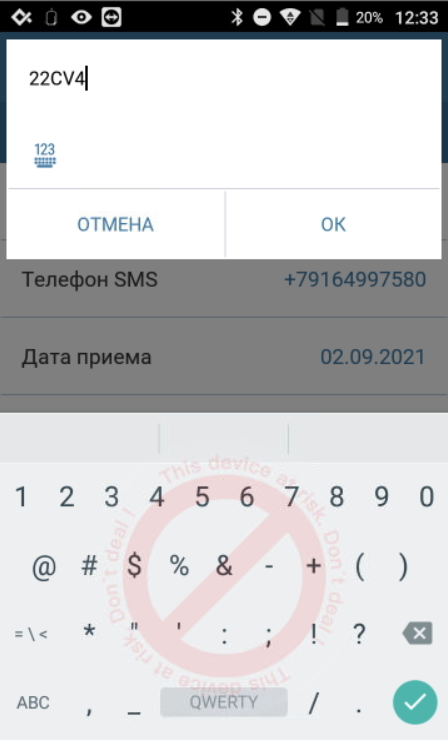 20% 12:33
22CV4
123
ОТМЕНА ОК
Телефон SMS +79164997580
Дата приема 02.09.2021
1 2 3 4 5 6 7 8 9 0
@ # $ % & - + ( )
= \ < * " ' : ; ! ?
ABC , _ QWERTY / .
This device at risk. Don't deal !
This device at risk. Don't deal !